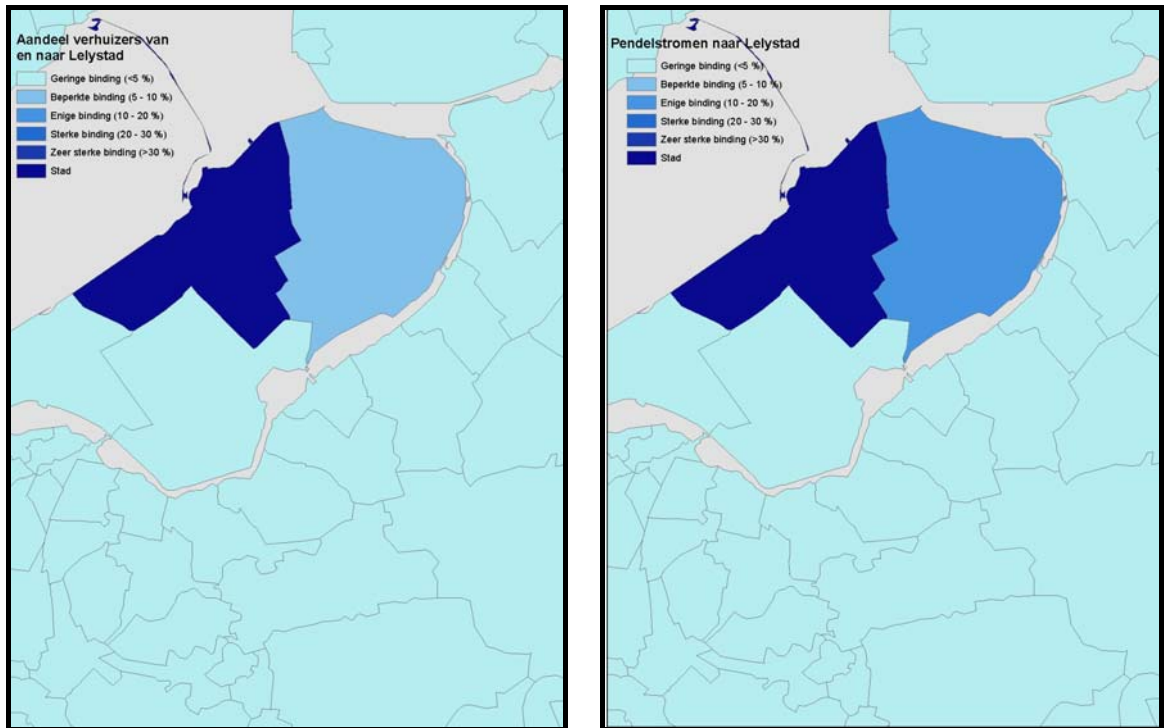 Aandeel verhuizers van
en naar Lelystad
Geringe binding (<5 %)
Beperkte binding (5 - 10 %)
Enige binding (10 - 20 %)
Sterke binding (20 - 30 %)
Zeer sterke binding (>30 %)
Stad
Pendelstromen naar Lelystad
Geringe binding (<5 %)
Beperkte binding (5 - 10 %)
Enige binding (10 - 20 %)
Sterke binding (20 - 30 %)
Zeer sterke binding (>30 %)
Stad